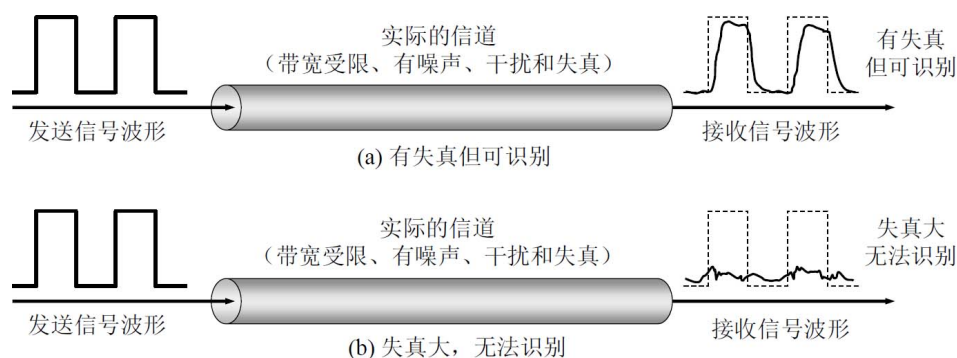 实际的信道
（带宽受限、有噪声、干扰和失真）
有失真
但可识别
发送信号波形
接收信号波形
(a) 有失真但可识别
实际的信道
（带宽受限、有噪声、干扰和失真）
失真大
无法识别
发送信号波形
接收信号波形
(b) 失真大，无法识别